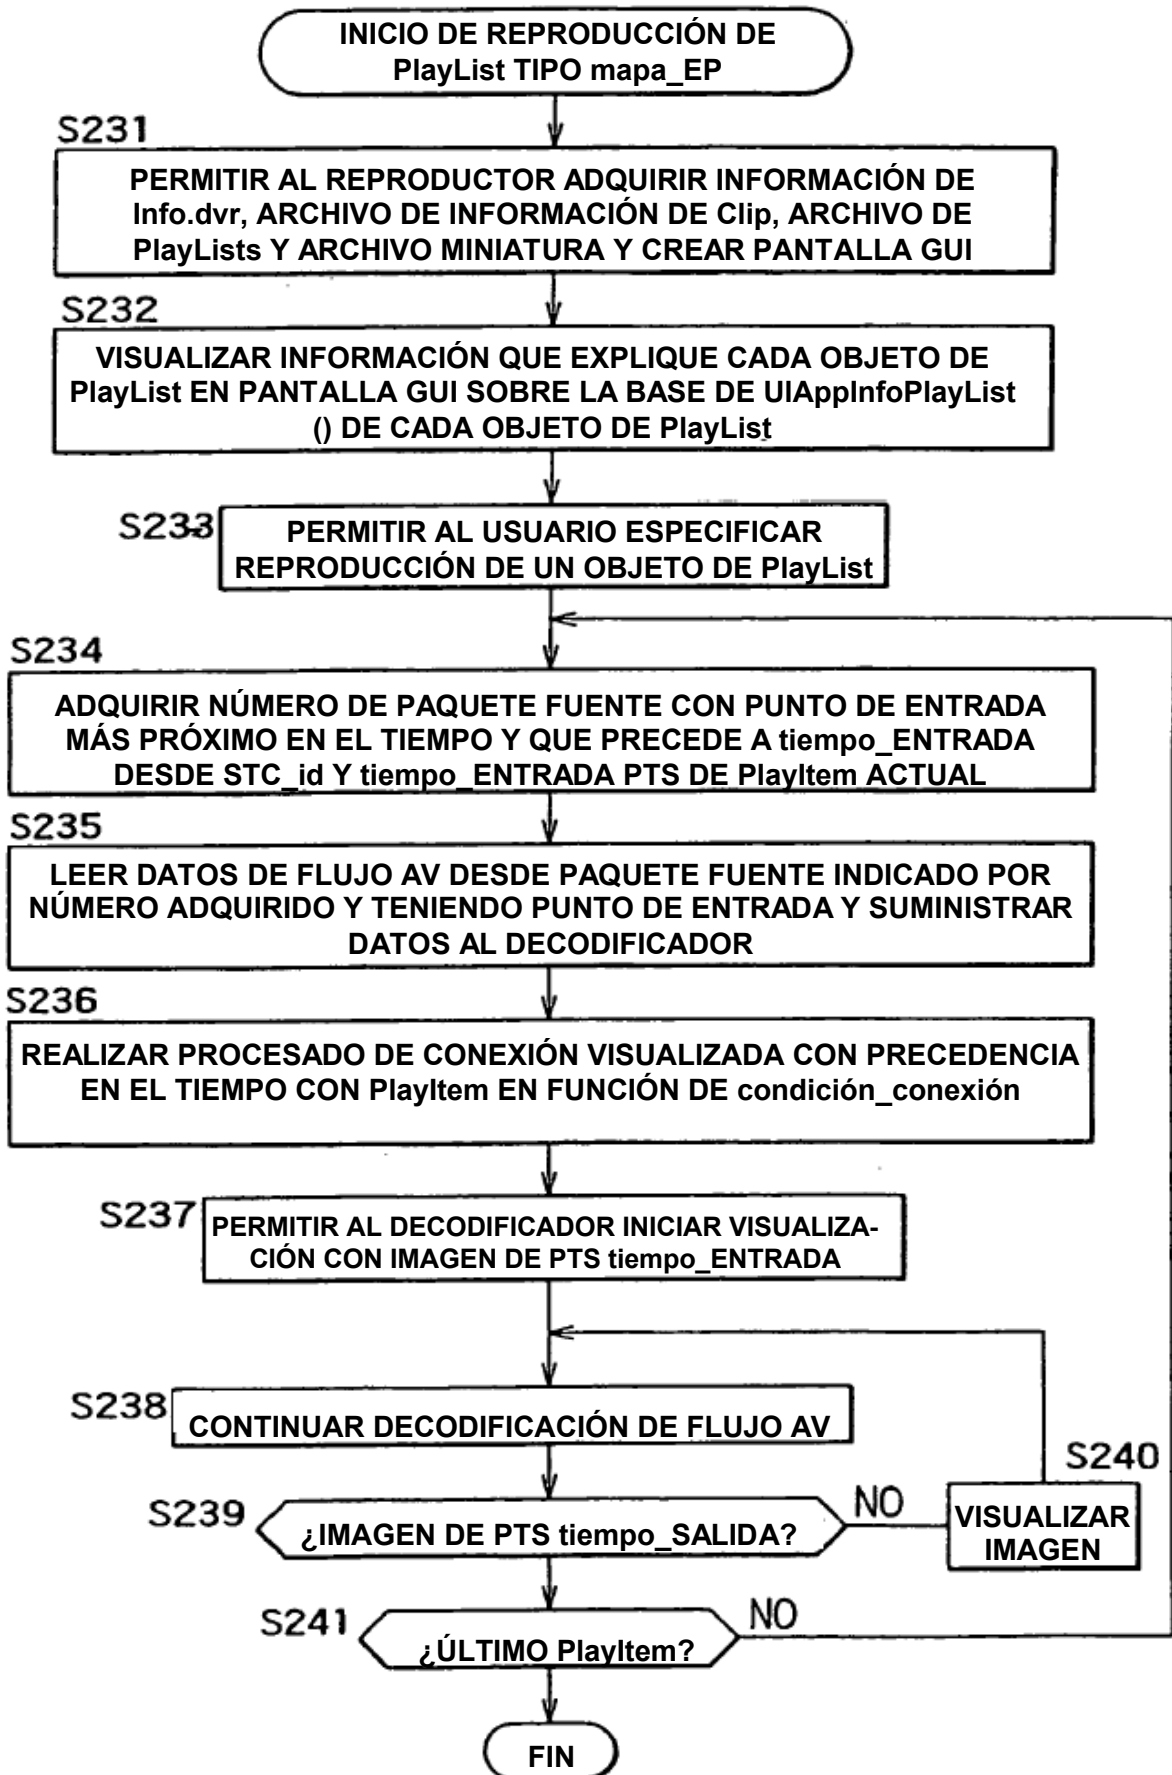 INICIO DE REPRODUCCIÓN DE
PlayList TIPO mapa_EP
S231
PERMITIR AL REPRODUCTOR ADQUIRIR INFORMACIÓN DE
Info.dvr, ARCHIVO DE INFORMACIÓN DE Clip, ARCHIVO DE
PlayLists Y ARCHIVO MINIATURA Y CREAR PANTALLA GUI
S232
VISUALIZAR INFORMACIÓN QUE EXPLIQUE CADA OBJETO DE
PlayList EN PANTALLA GUI SOBRE LA BASE DE UIAppInfoPlayList
() DE CADA OBJETO DE PlayList
S233
PERMITIR AL USUARIO ESPECIFICAR
REPRODUCCIÓN DE UN OBJETO DE PlayList
S234
ADQUIRIR NÚMERO DE PAQUETE FUENTE CON PUNTO DE ENTRADA
MÁS PRÓXIMO EN EL TIEMPO Y QUE PRECEDE A tiempo_ENTRADA
DESDE STC_id Y tiempo_ENTRADA PTS DE PlayItem ACTUAL
S235
LEER DATOS DE FLUJO AV DESDE PAQUETE FUENTE INDICADO POR
NÚMERO ADQUIRIDO Y TENIENDO PUNTO DE ENTRADA Y SUMINISTRAR
DATOS AL DECODIFICADOR
S236
REALIZAR PROCESADO DE CONEXIÓN VISUALIZADA CON PRECEDENCIA
EN EL TIEMPO CON PlayItem EN FUNCIÓN DE condición_conexión
S237
PERMITIR AL DECODIFICADOR INICIAR VISUALIZA-
CIÓN CON IMAGEN DE PTS tiempo_ENTRADA
S238
CONTINUAR DECODIFICACIÓN DE FLUJO AV
S239
¿IMAGEN DE PTS tiempo_SALIDA?
NO
S240
VISUALIZAR
IMAGEN
S241
¿ÚLTIMO PlayItem?
NO
FIN